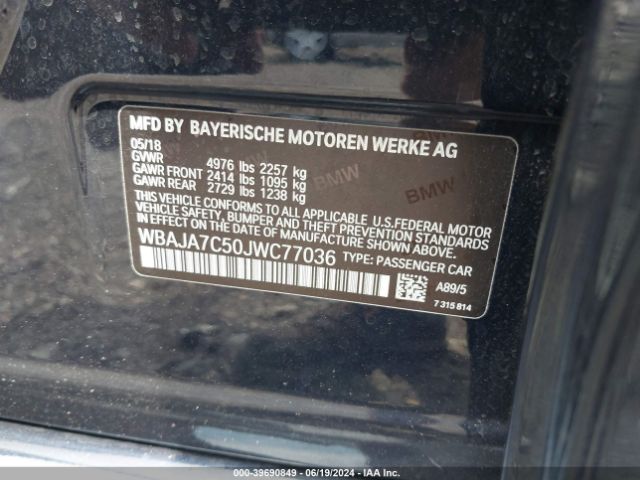 MFD BY BAYERISCHE MOTOREN WERKE AG
05/18
GVWR 4976 lbs 2257 kg
GAWR FRONT 2414 lbs 1095 kg
GAWR REAR 2729 lbs 1238 kg
THIS VEHICLE CONFORMS TO ALL APPLICABLE U.S.FEDERAL MOTOR
VEHICLE SAFETY, BUMPER, AND THEFT PREVENTION STANDARDS IN
EFFECT ON THE DATE OF MANUFACTURE SHOWN ABOVE.
WBAJA7C50JWC77036 TYPE: PASSENGER CAR
A89/5
7 315 814
BMW
BMW
BMW
000-39690849 - 06/19/2024 - IAA Inc.